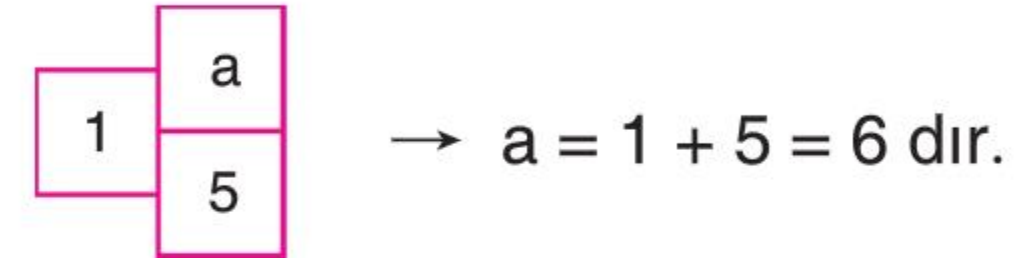 a
1
5
→ a = 1 + 5 = 6 dır.